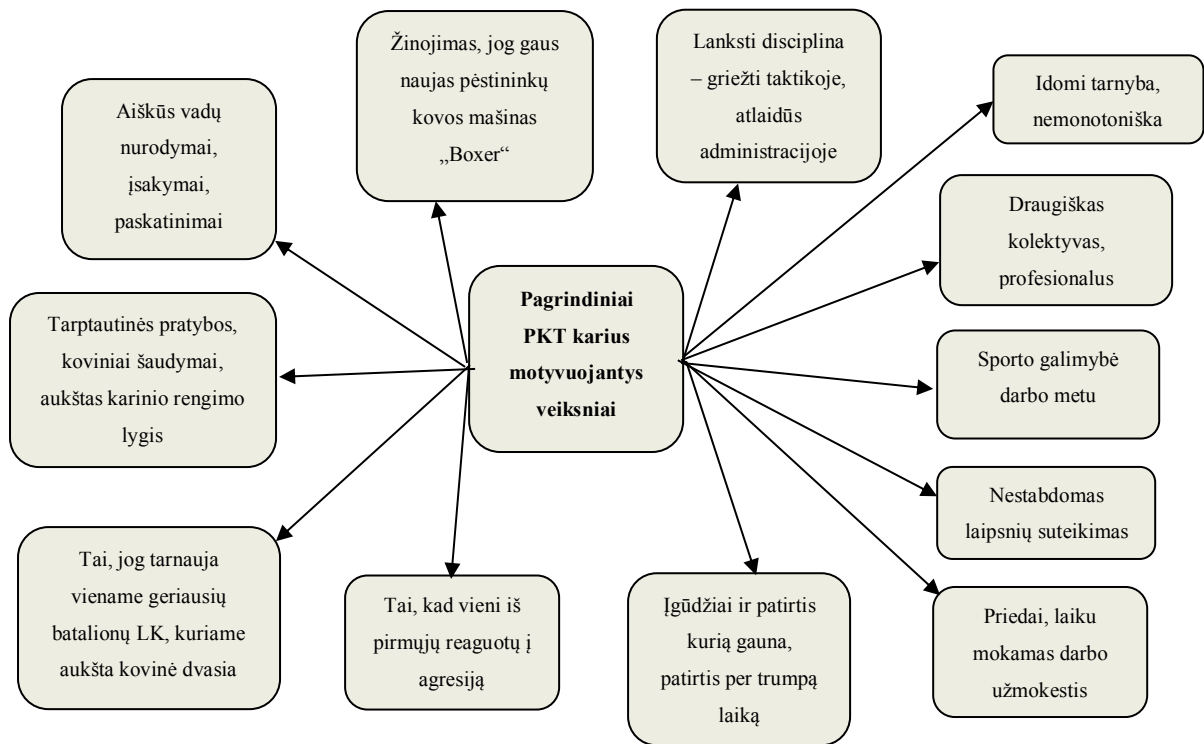 Žinojimas, jog gaus
naujas pėstininkų
kovos mašinas
„Boxer“
Lanksti disciplina
– griežti taktikoje,
atlaidūs
administracijoje
Idomi tarnyba,
nemonotoniška
Aiškūs vadų
nurodymai,
įsakymai,
paskatinimai
Draugiškas
kolektyvas,
profesionalus
Pagrindiniai
PKT karius
motyvuojantys
veiksniai
Tarptautinės pratybos,
koviniai šaudymai,
aukštas karinio rengimo
lygis
Sporto galimybė
darbo metu
Nestabdomas
laipsnių suteikimas
Tai, jog tarnauja
viename geriausių
batalionų LK, kuriame
aukšta kovinė dvasia
Tai, kad vieni iš
pirmųjų reaguotų į
agresiją
Įgūdžiai ir patirtis
kurią gauna,
patirtis per trumpą
laiką
Priedai, laiku
mokamas darbo
užmokestis